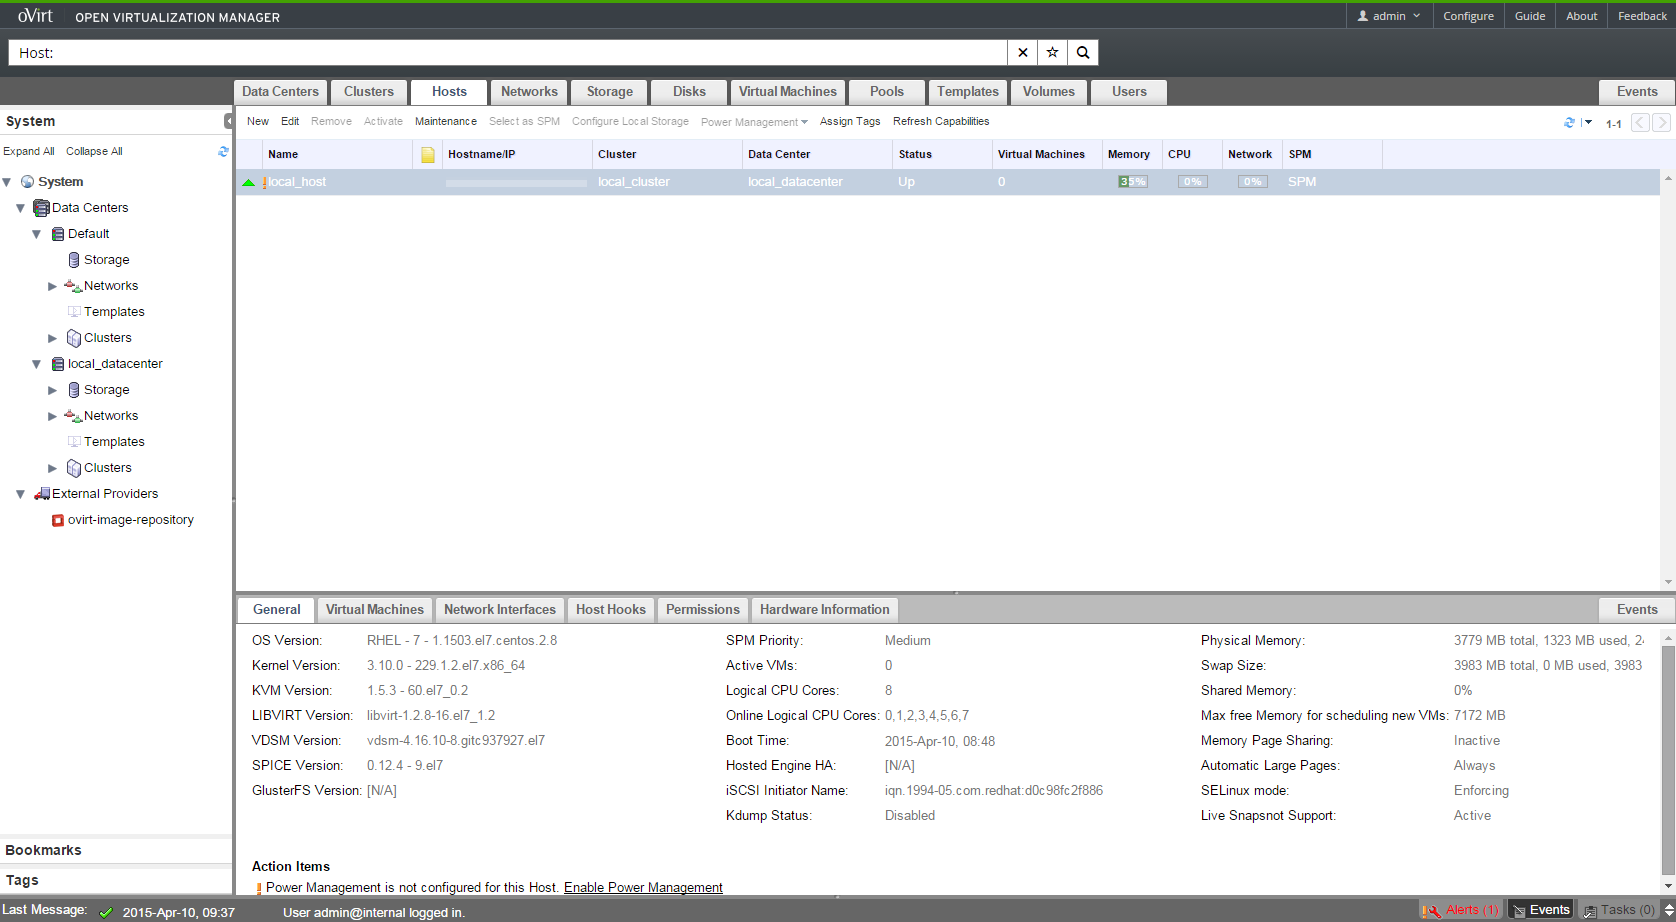 oVirt OPEN VIRTUALIZATION MANAGER
admin Configure Guide About Feedback
Host:
Data Centers Clusters Hosts Networks Storage Disks Virtual Machines Pools Templates Volumes Users Events
System
New Edit Remove Activate Maintenance Select as SPM Configure Local Storage Power Management Assign Tags Refresh Capabilities 1-1
Expand All Collapse All
Name Hostname/IP Cluster Data Center Status Virtual Machines Memory CPU Network SPM
local_host local_cluster local_datacenter Up 0 35% 0% 0% SPM
System
Data Centers
Default
Storage
Networks
Templates
Clusters
local_datacenter
Storage
Networks
Templates
Clusters
External Providers
ovirt-image-repository
Bookmarks
Tags
General Virtual Machines Network Interfaces Host Hooks Permissions Hardware Information Events
OS Version: RHEL - 7 - 1.1503.el7.centos.2.8
Kernel Version: 3.10.0 - 229.1.2.el7.x86_64
KVM Version: 1.5.3 - 60.el7_0.2
LIBVIRT Version: libvirt-1.2.8-16.el7_1.2
VDSM Version: vdsm-4.16.10-8.gitc937927.el7
SPICE Version: 0.12.4 - 9.el7
GlusterFS Version: [N/A]
SPM Priority: Medium
Active VMs: 0
Logical CPU Cores: 8
Online Logical CPU Cores: 0,1,2,3,4,5,6,7
Boot Time: 2015-Apr-10, 08:48
Hosted Engine HA: [N/A]
iSCSI Initiator Name: iqn.1994-05.com.redhat:d0c98fc2f886
Kdump Status: Disabled
Physical Memory: 3779 MB total, 1323 MB used, 24
Swap Size: 3983 MB total, 0 MB used, 3983
Shared Memory: 0%
Max free Memory for scheduling new VMs: 7172 MB
Memory Page Sharing: Inactive
Automatic Large Pages: Always
SELinux mode: Enforcing
Live Snapsnot Support: Active
Action Items
Power Management is not configured for this Host. Enable Power Management
Last Message: 2015-Apr-10, 09:37 User admin@internal logged in. Alerts (1) Events Tasks (0)